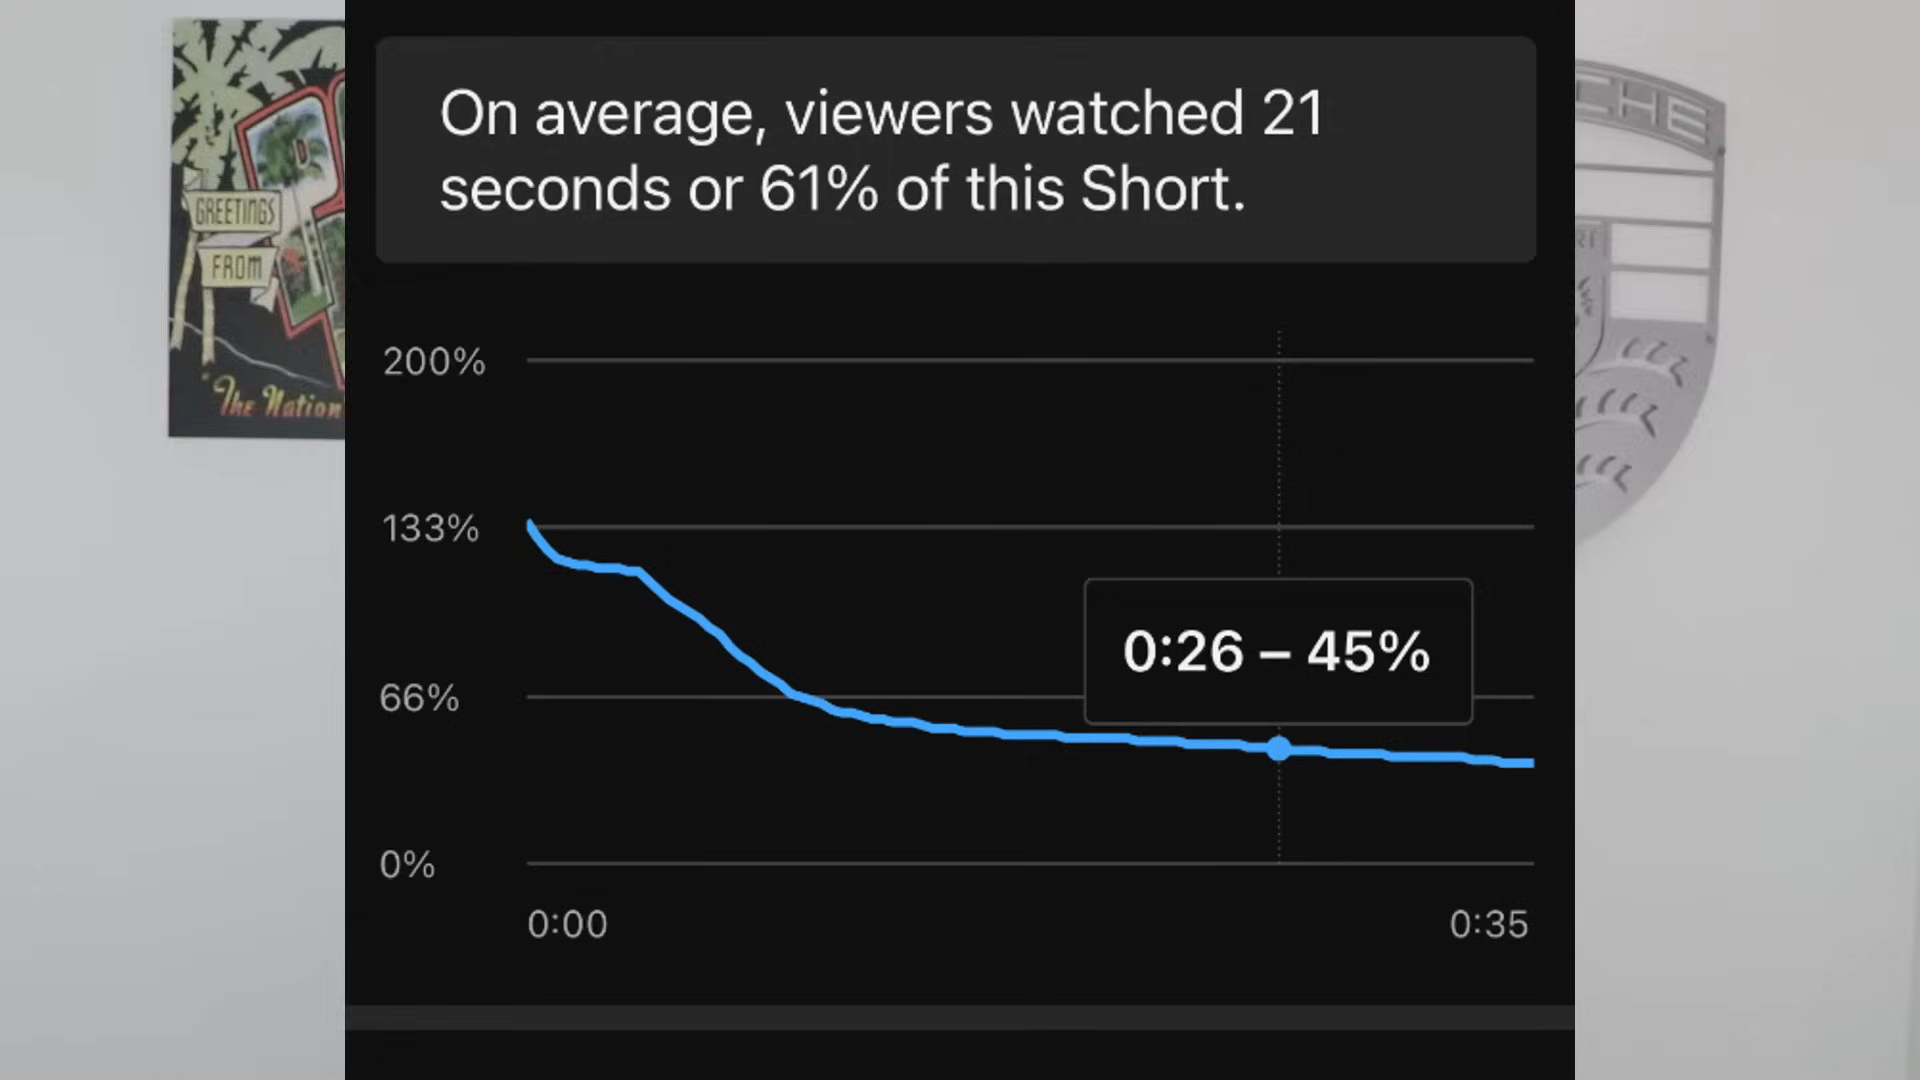 On average, viewers watched 21
seconds or 61% of this Short.
200%
133%
66%
0%
0:26 – 45%
0:00
0:35
GREETINGS
FROM
"The Nation
CHE